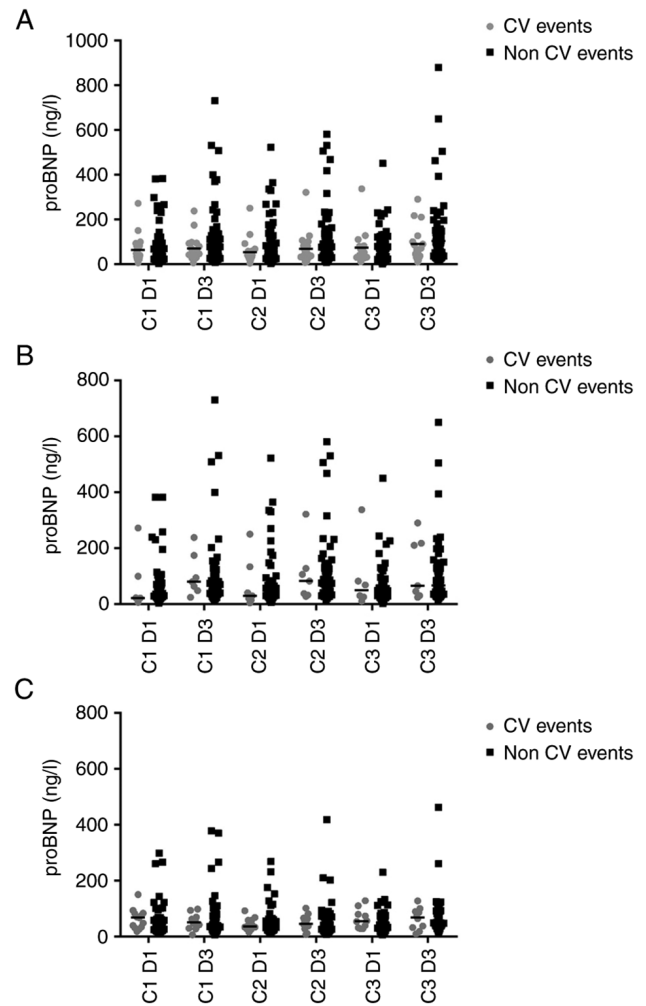 A
CV events
Non CV events
1000
800
600
400
200
0
proBNP (ng/l)
C1 D1
C1 D3
C2 D1
C2 D3
C3 D1
C3 D3
B
CV events
Non CV events
800
600
400
200
0
proBNP (ng/l)
C1 D1
C1 D3
C2 D1
C2 D3
C3 D1
C3 D3
C
CV events
Non CV events
800
600
400
200
0
proBNP (ng/l)
C1 D1
C1 D3
C2 D1
C2 D3
C3 D1
C3 D3